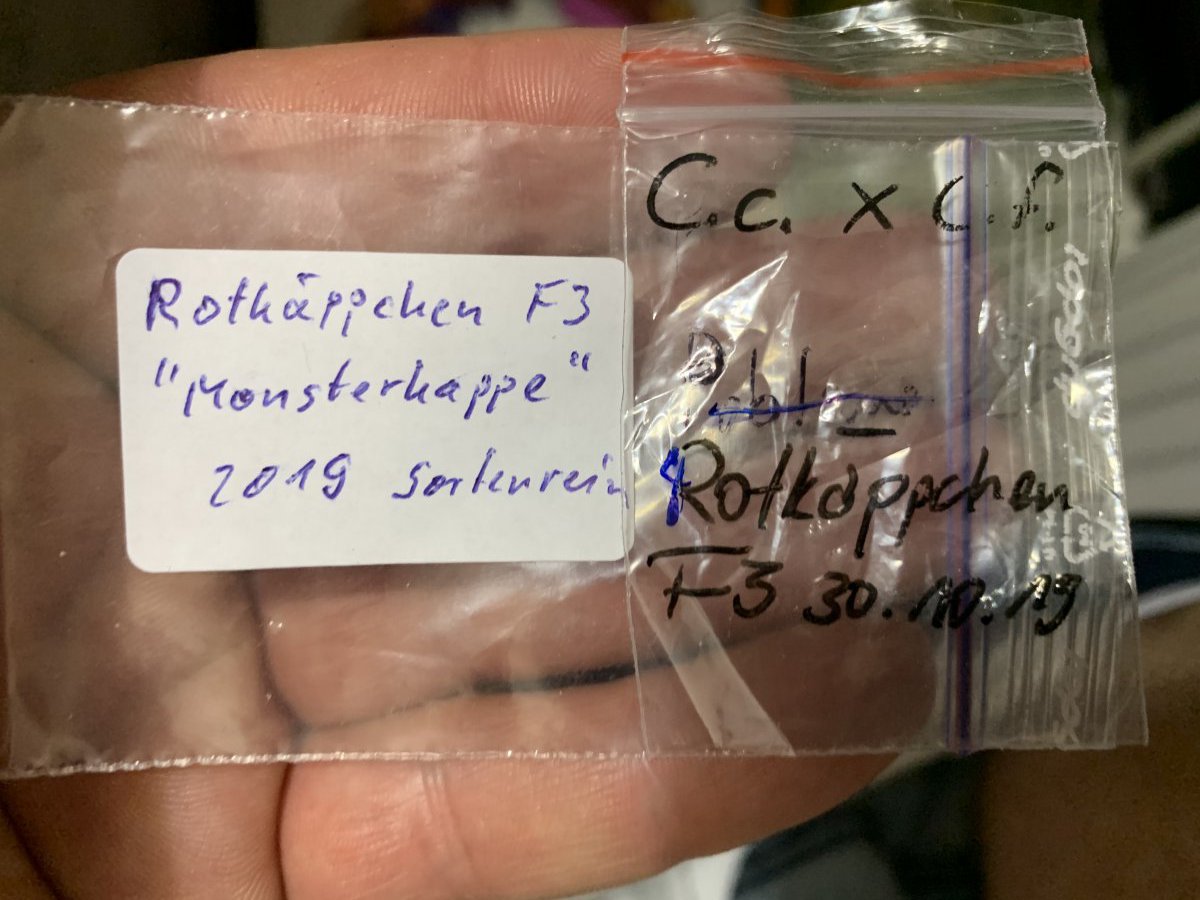 Rotkäppchen F3
"Monsterkappe"
2019 Sortenrein
C.c. x C.f.
Rotkäppchen
F3 30.10.19